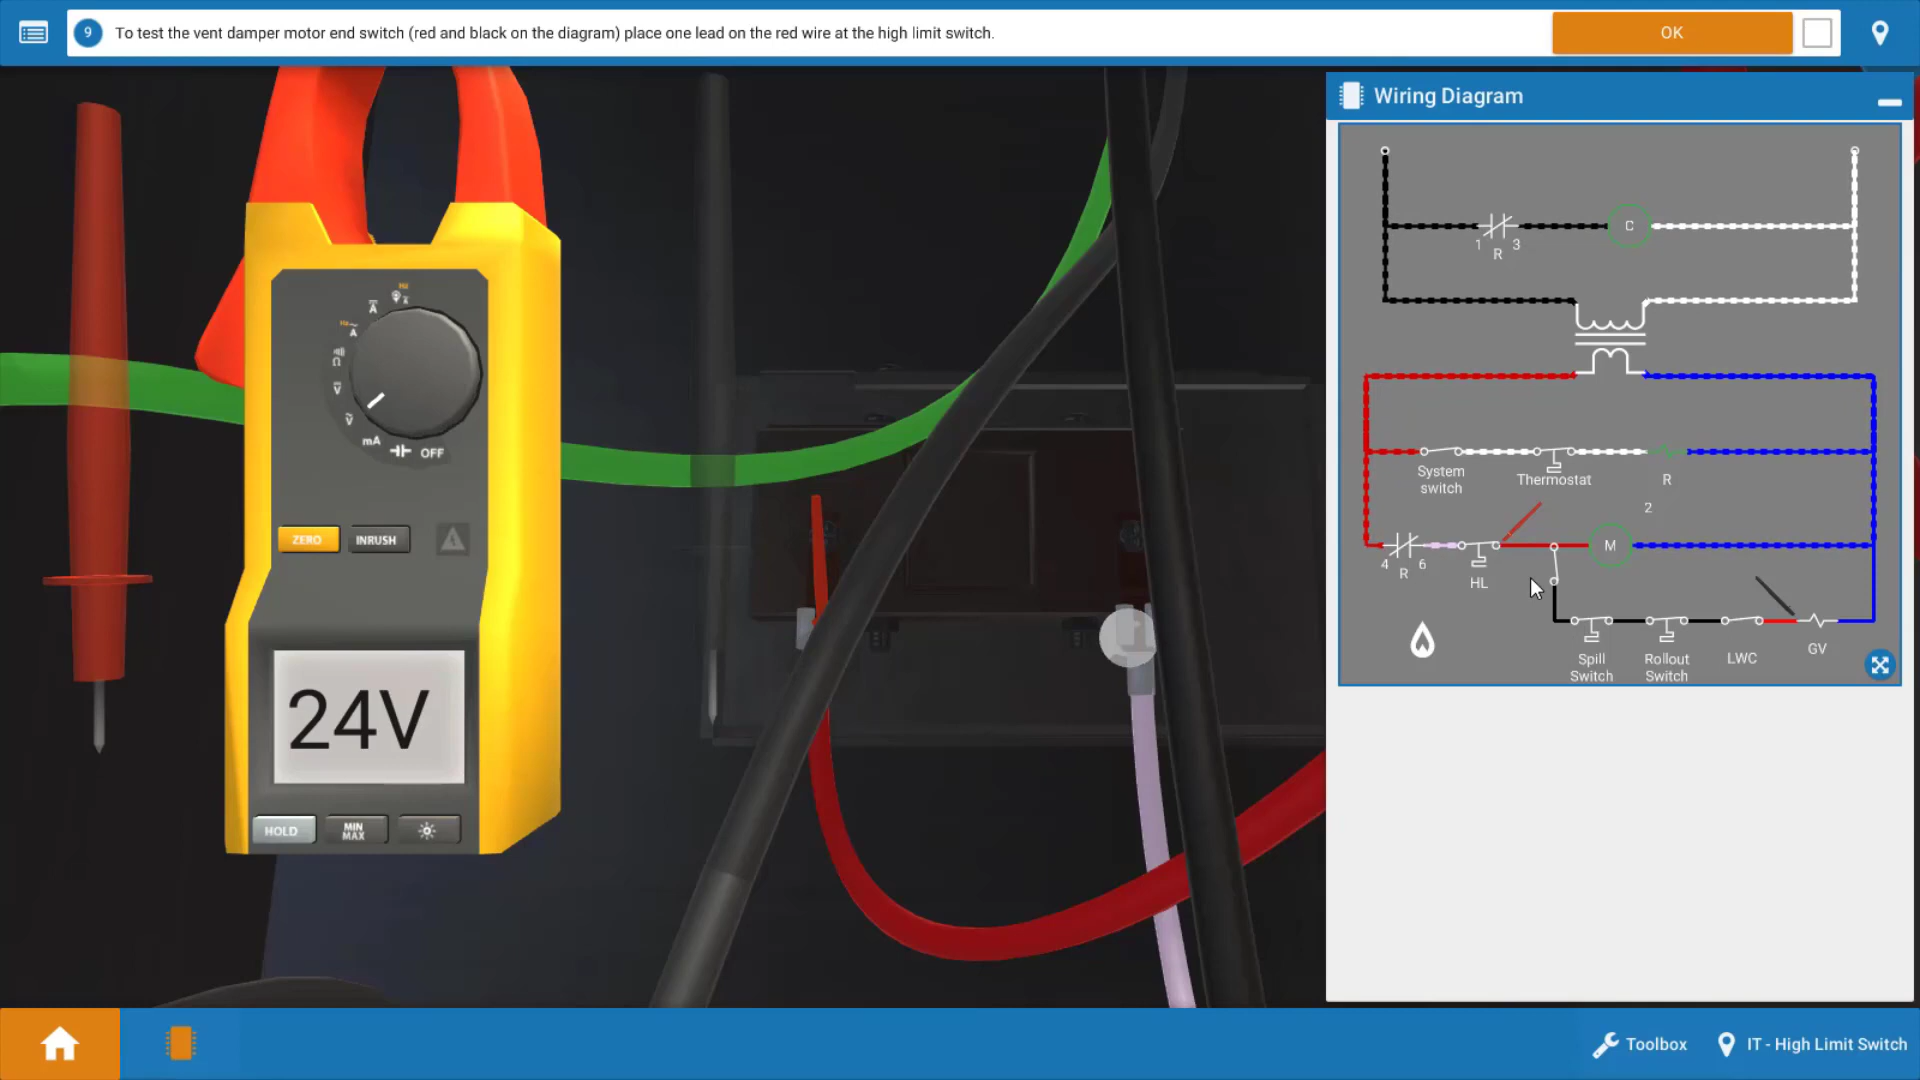 9 To test the vent damper motor end switch (red and black on the diagram) place one lead on the red wire at the high limit switch.
OK
Wiring Diagram
C
1 3
R
System switch
Thermostat
R
2
M
4 6
R
HL
Spill Switch
Rollout Switch
LWC
GV
Hz
A
Hz
A
Ω
V
V
mA
OFF
ZERO
INRUSH
24V
HOLD
MIN MAX
Toolbox
IT - High Limit Switch